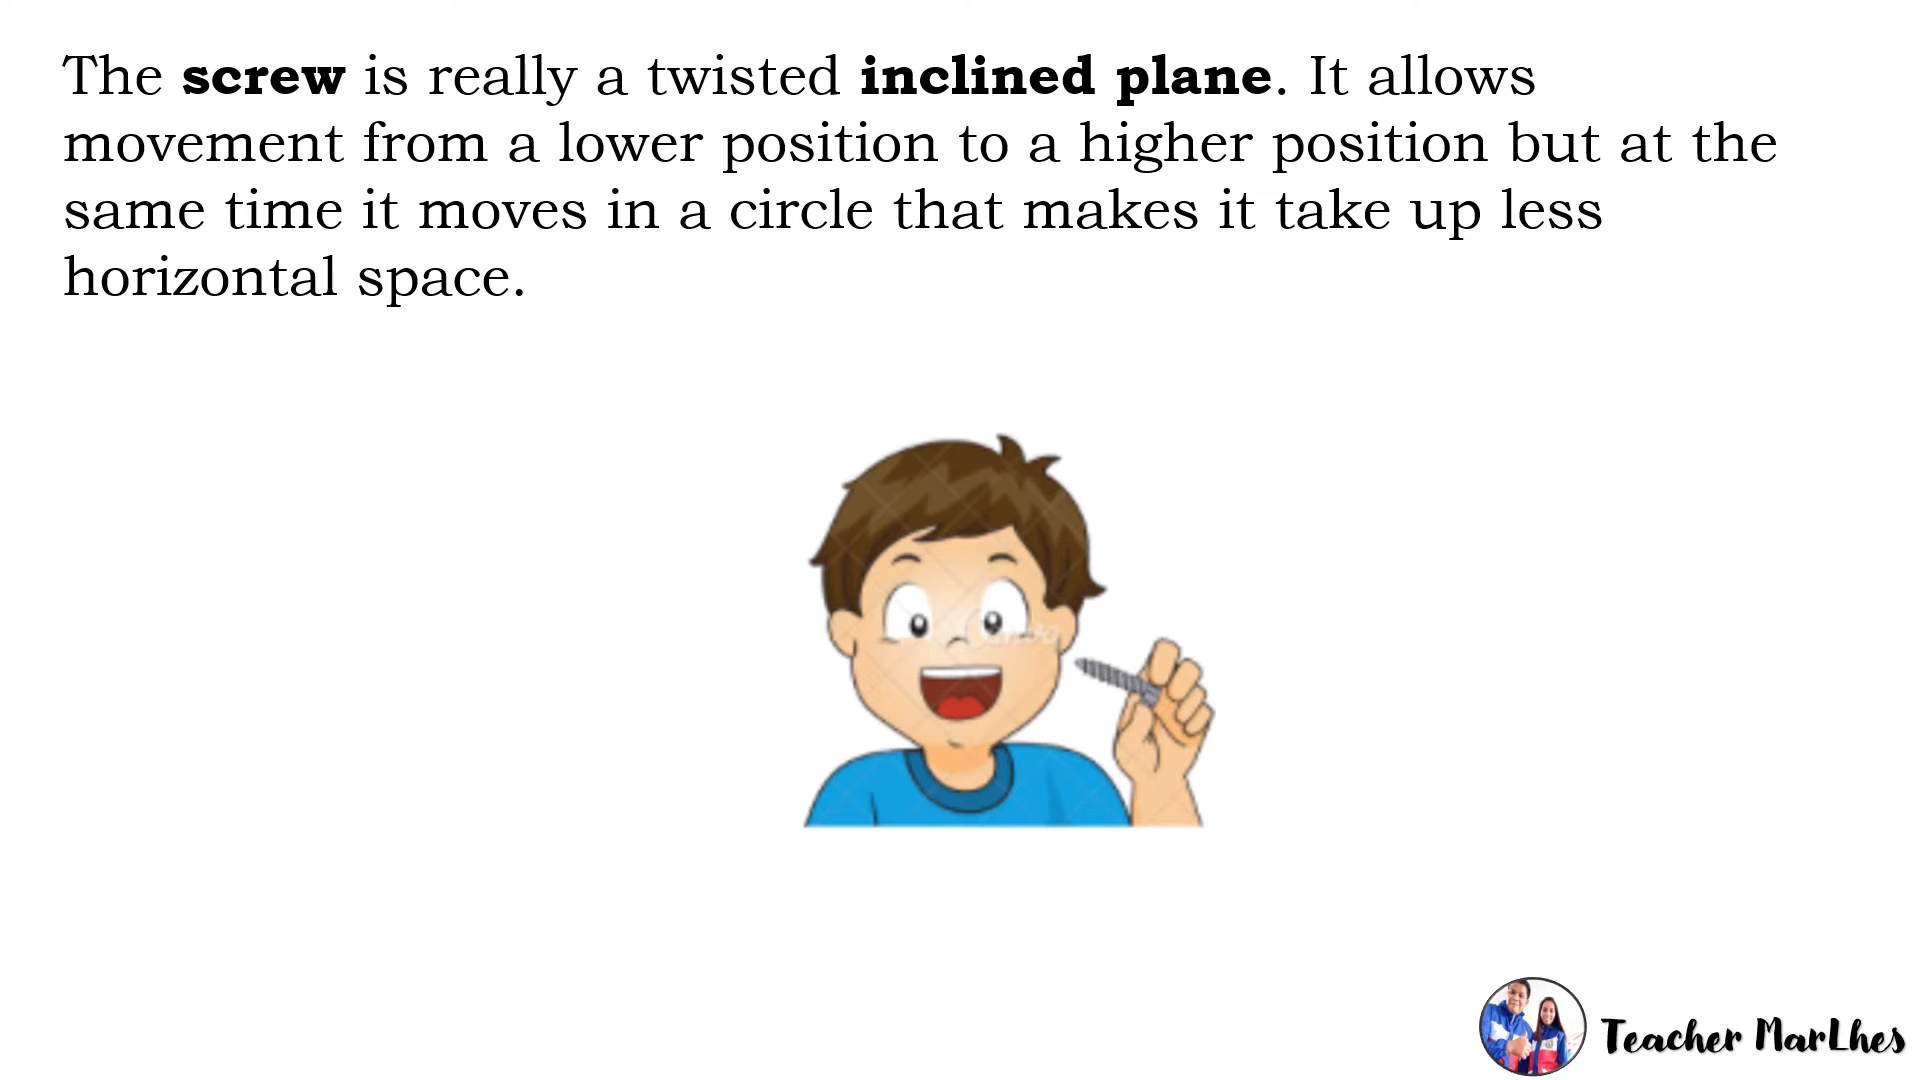 The screw is really a twisted inclined plane. It allows
movement from a lower position to a higher position but at the
same time it moves in a circle that makes it take up less
horizontal space.
Teacher MarLhes